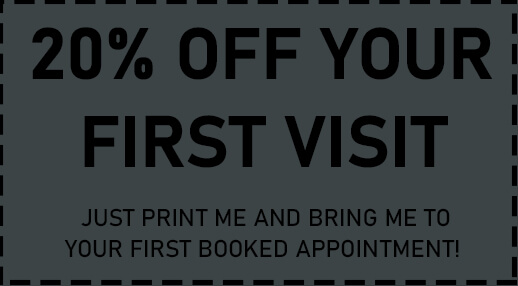 20% OFF YOUR
FIRST VISIT
JUST PRINT ME AND BRING ME TO
YOUR FIRST BOOKED APPOINTMENT!